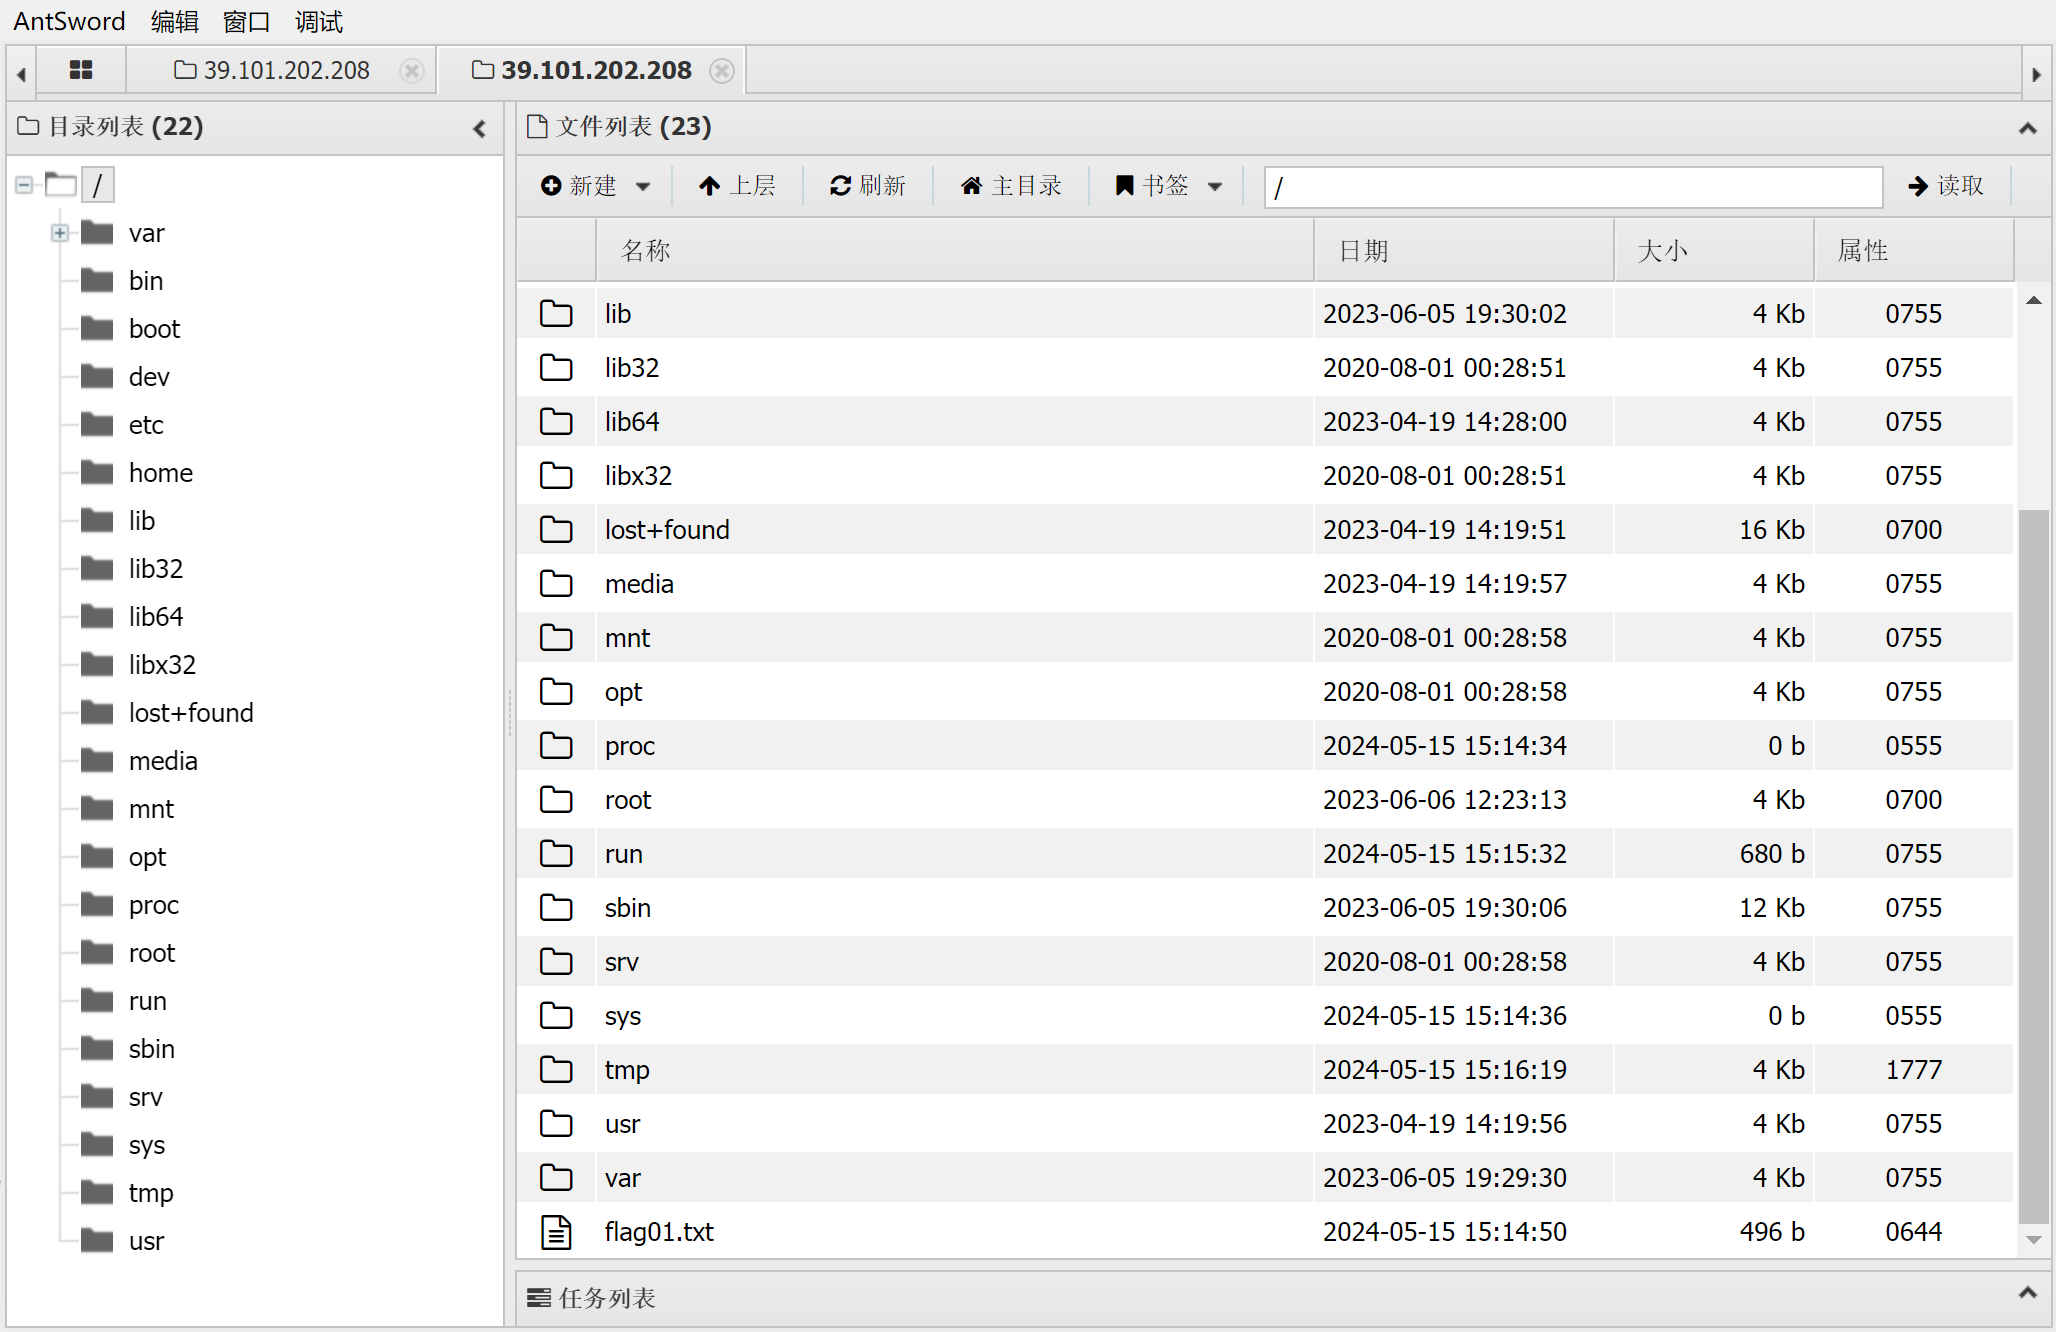 AntSword 编辑 窗口 调试
39.101.202.208 39.101.202.208
目录列表 (22)
/
var
bin
boot
dev
etc
home
lib
lib32
lib64
libx32
lost+found
media
mnt
opt
proc
root
run
sbin
srv
sys
tmp
usr
文件列表 (23)
新建 上层 刷新 主目录 书签 / 读取
名称 日期 大小 属性
lib 2023-06-05 19:30:02 4 Kb 0755
lib32 2020-08-01 00:28:51 4 Kb 0755
lib64 2023-04-19 14:28:00 4 Kb 0755
libx32 2020-08-01 00:28:51 4 Kb 0755
lost+found 2023-04-19 14:19:51 16 Kb 0700
media 2023-04-19 14:19:57 4 Kb 0755
mnt 2020-08-01 00:28:58 4 Kb 0755
opt 2020-08-01 00:28:58 4 Kb 0755
proc 2024-05-15 15:14:34 0 b 0555
root 2023-06-06 12:23:13 4 Kb 0700
run 2024-05-15 15:15:32 680 b 0755
sbin 2023-06-05 19:30:06 12 Kb 0755
srv 2020-08-01 00:28:58 4 Kb 0755
sys 2024-05-15 15:14:36 0 b 0555
tmp 2024-05-15 15:16:19 4 Kb 1777
usr 2023-04-19 14:19:56 4 Kb 0755
var 2023-06-05 19:29:30 4 Kb 0755
flag01.txt 2024-05-15 15:14:50 496 b 0644
任务列表